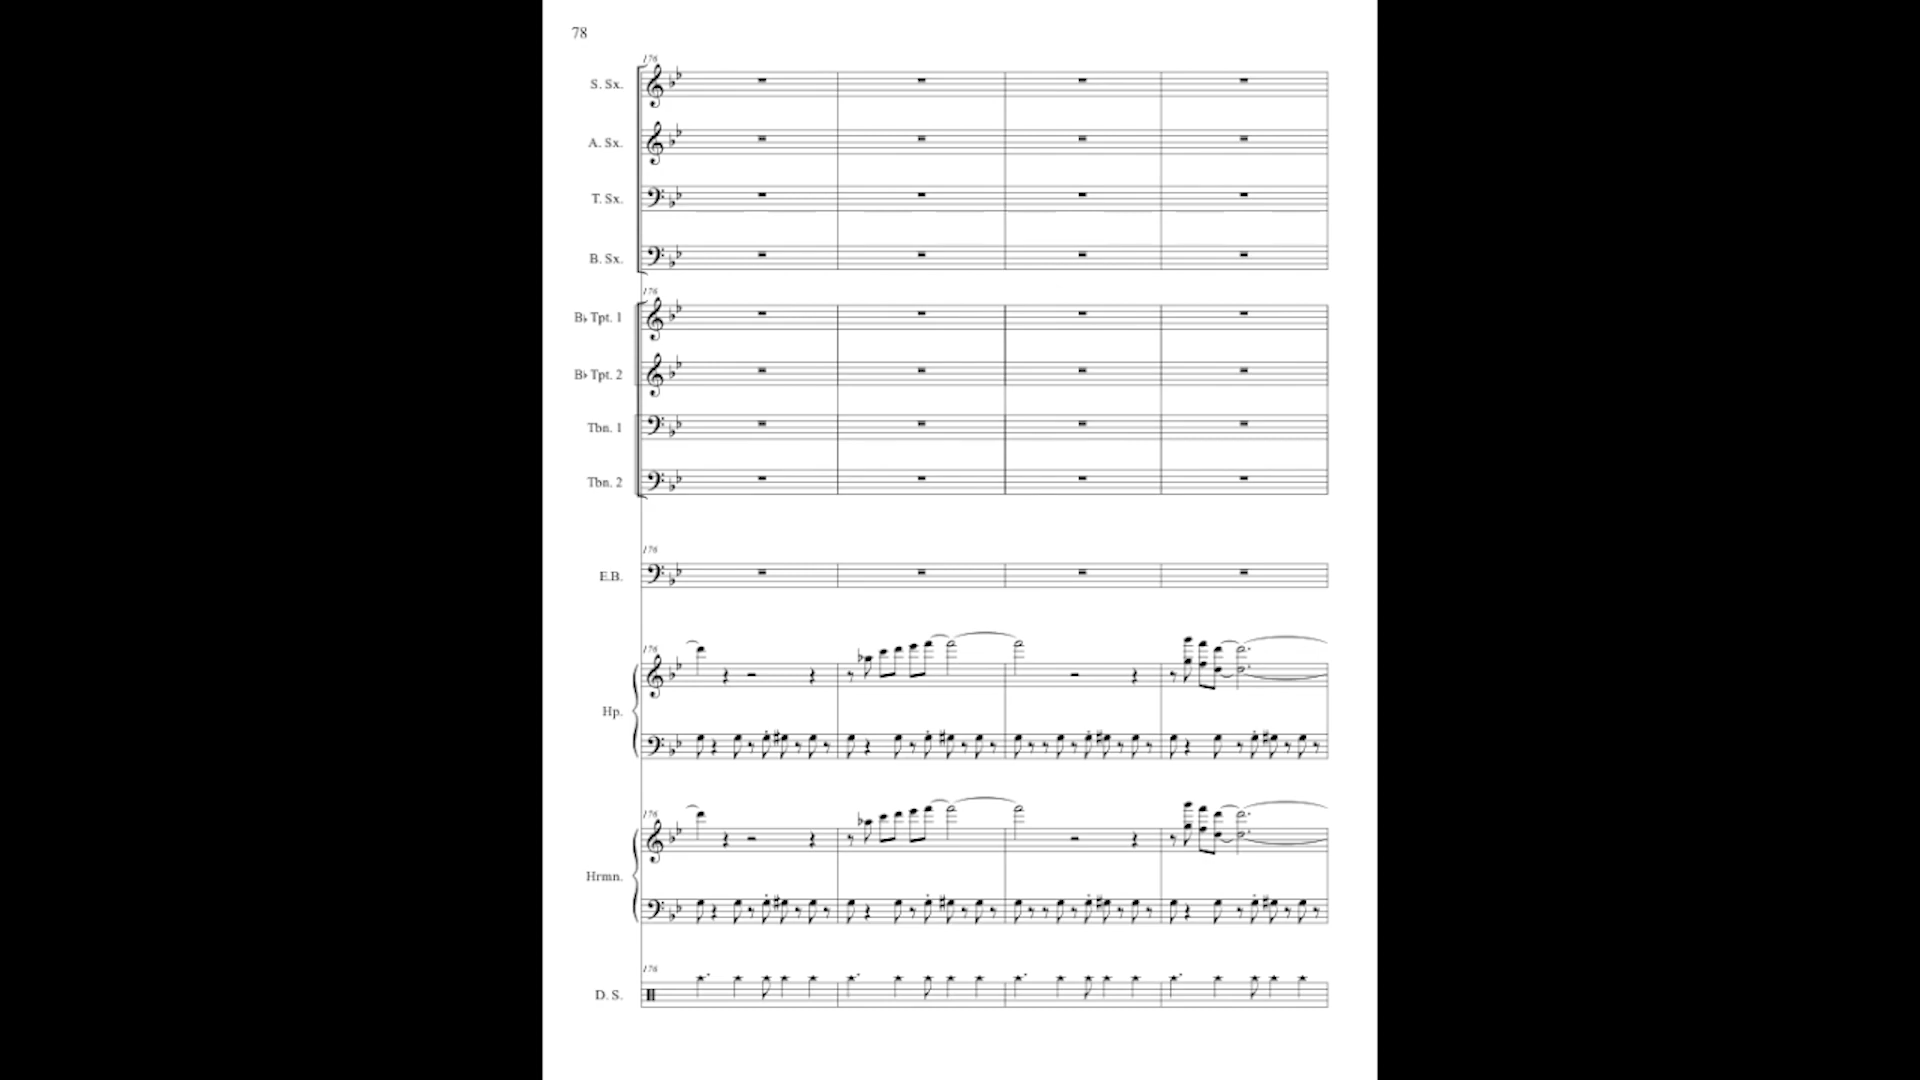 78
176
S. Sx.
A. Sx.
T. Sx.
B. Sx.
176
B♭ Tpt. 1
B♭ Tpt. 2
Tbn. 1
Tbn. 2
176
E.B.
176
Hp.
176
Hrmn.
176
D. S.